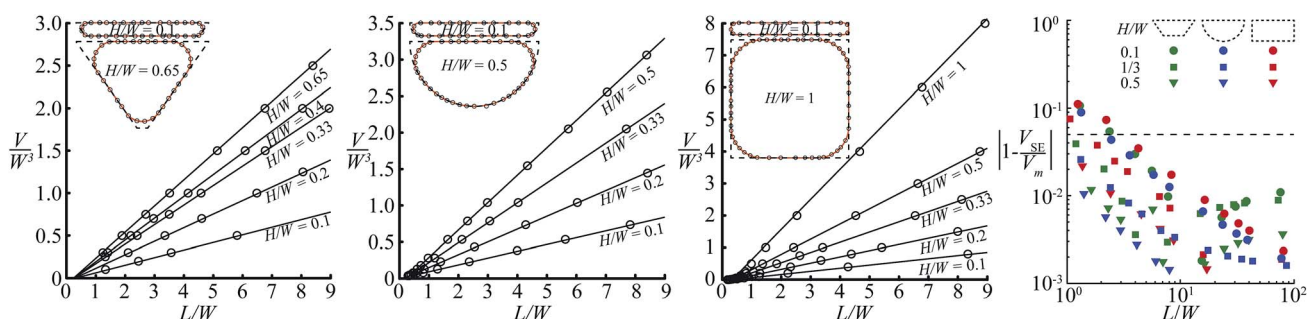 3.0
2.5
2.0
1.5
1.0
0.5
0
V
W³
H/W = 0.1
H/W = 0.65
H/W = 0.65
H/W = 0.4
H/W = 0.33
H/W = 0.2
H/W = 0.1
0 1 2 3 4 5 6 7 8 9
L/W
3.5
3.0
2.5
2.0
1.5
1.0
0.5
0
V
W³
H/W = 0.1
H/W = 0.5
H/W = 0.5
H/W = 0.33
H/W = 0.2
H/W = 0.1
0 1 2 3 4 5 6 7 8 9
L/W
8
7
6
5
4
3
2
1
0
V
W³
H/W = 0.1
H/W = 1
H/W = 1
H/W = 0.5
H/W = 0.33
H/W = 0.2
H/W = 0.1
0 1 2 3 4 5 6 7 8 9
L/W
10⁰
10⁻¹
10⁻²
10⁻³
|1-V_SE/V_m|
H/W
0.1
1/3
0.5
10⁰ 10¹ 10²
L/W